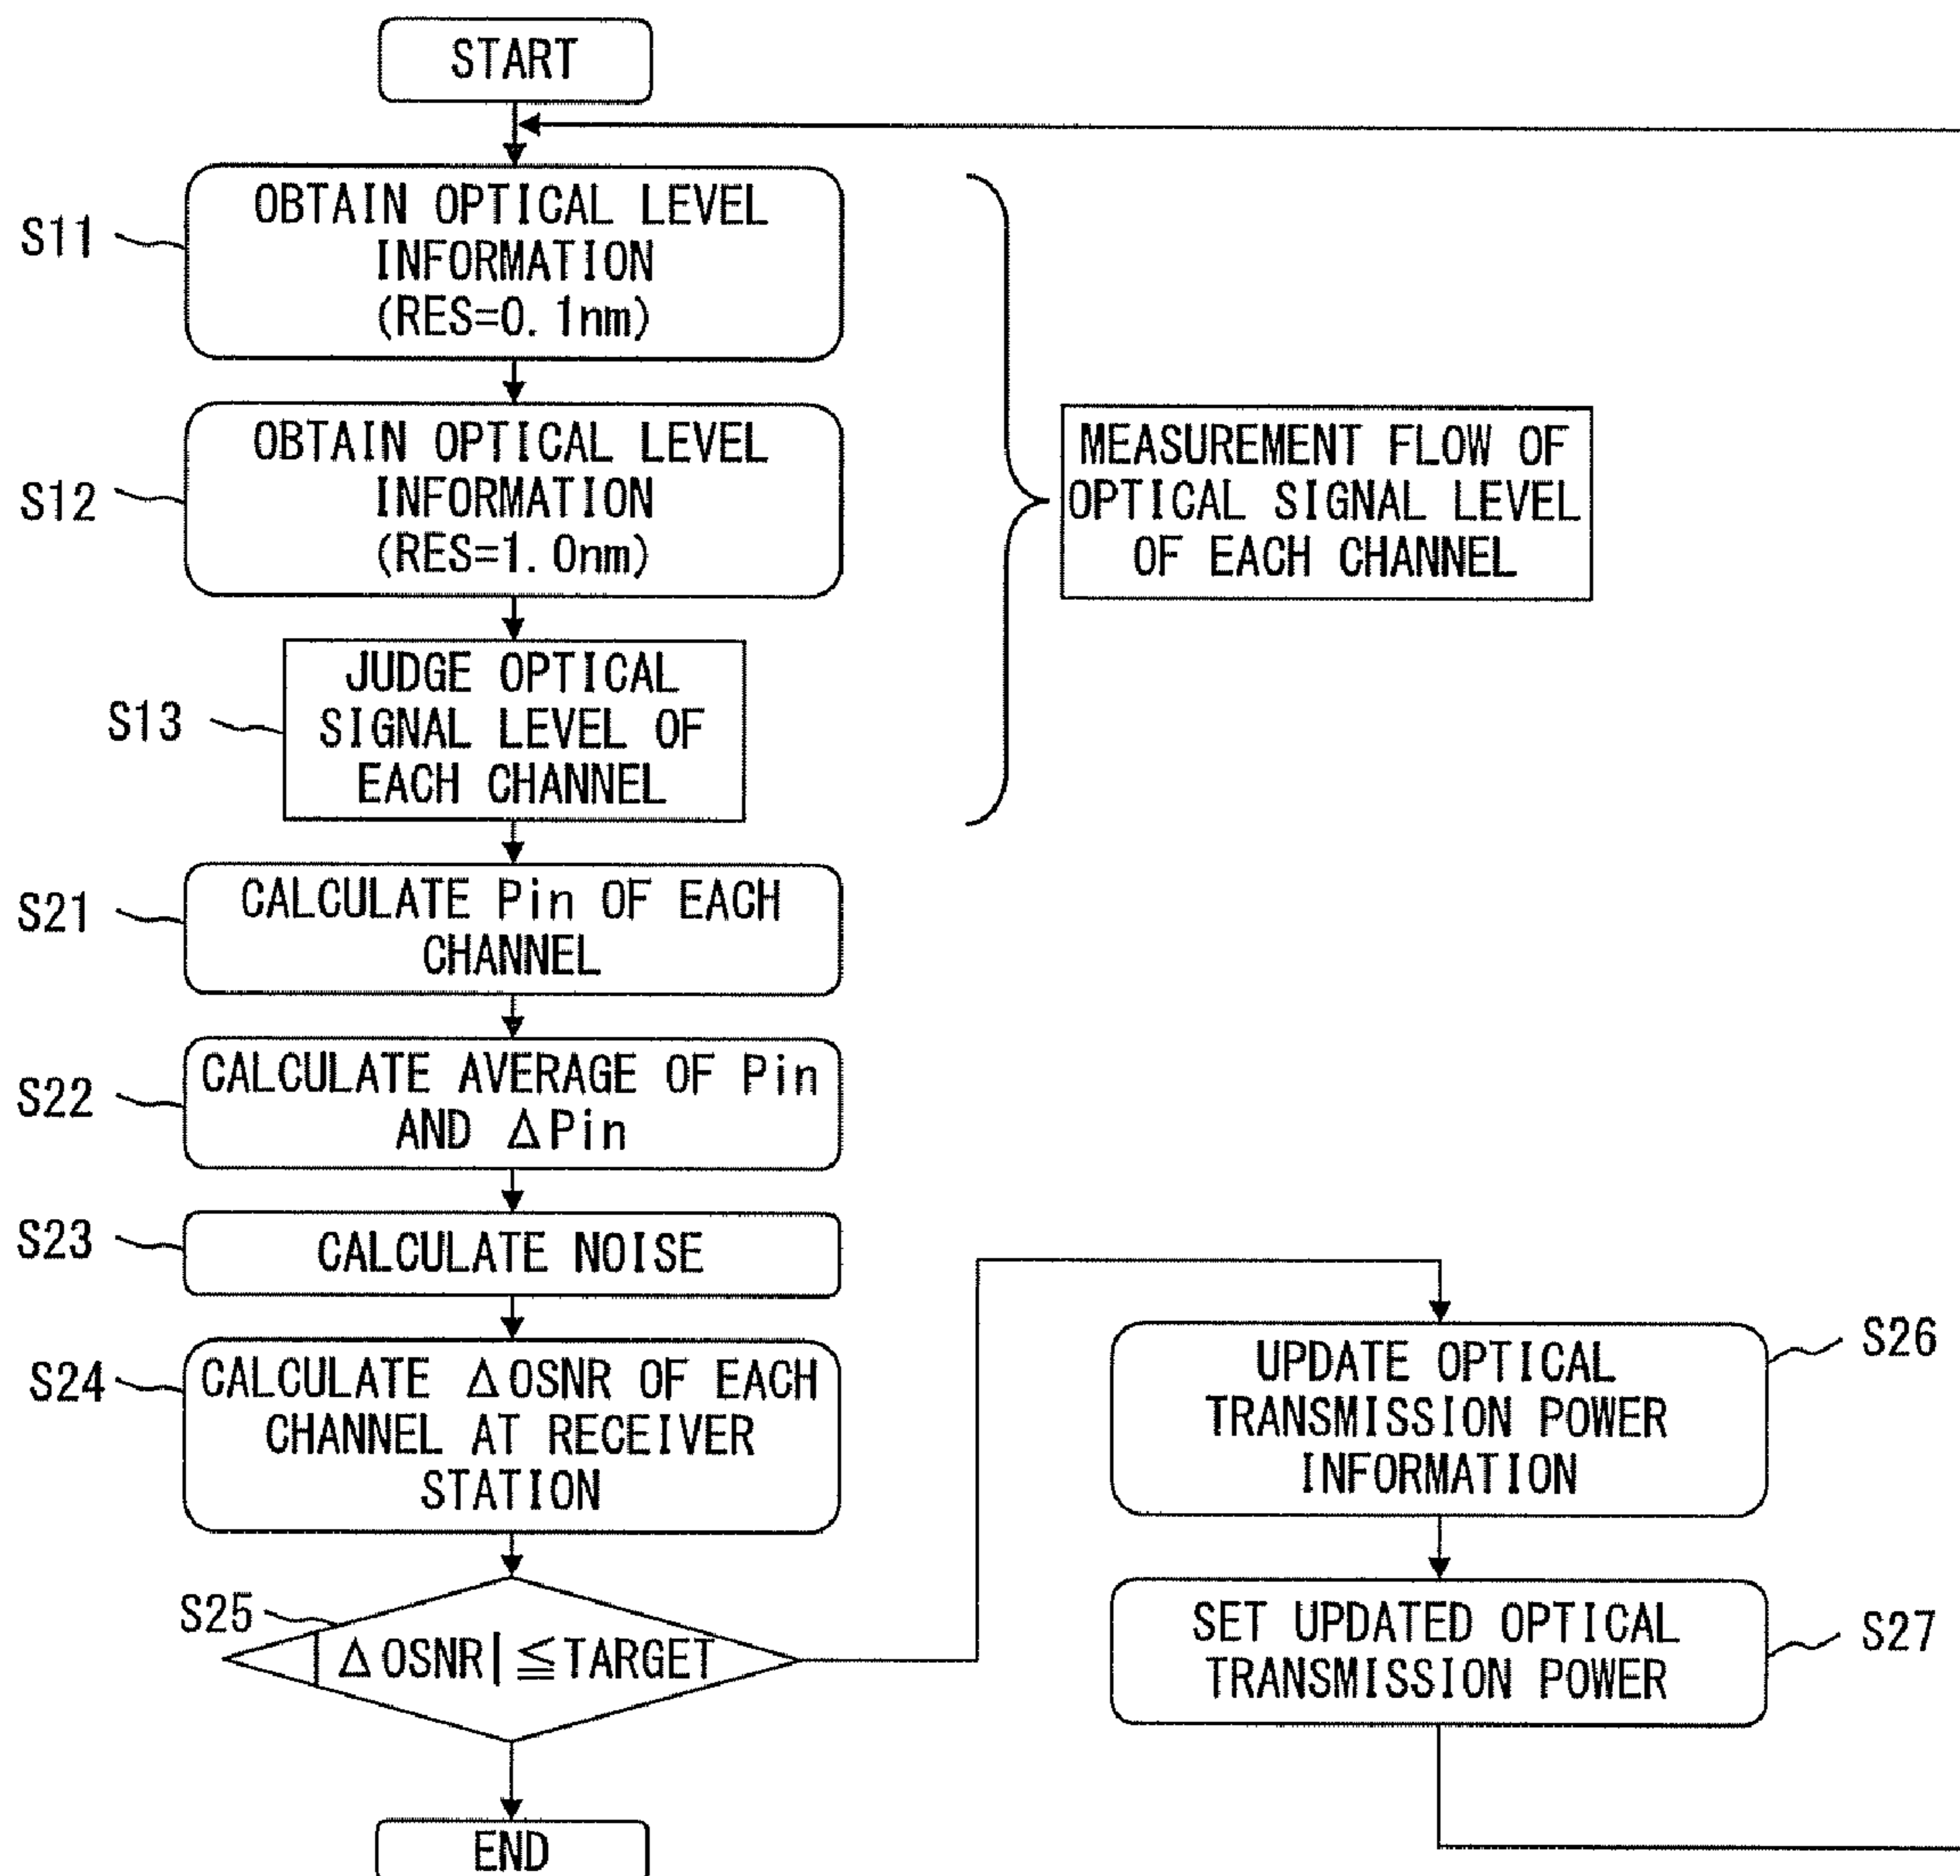 START
S11
OBTAIN OPTICAL LEVEL
INFORMATION
(RES=0.1nm)
S12
OBTAIN OPTICAL LEVEL
INFORMATION
(RES=1.0nm)
MEASUREMENT FLOW OF
OPTICAL SIGNAL LEVEL
OF EACH CHANNEL
S13
JUDGE OPTICAL
SIGNAL LEVEL OF
EACH CHANNEL
S21
CALCULATE Pin OF EACH
CHANNEL
S22
CALCULATE AVERAGE OF Pin
AND ΔPin
S23
CALCULATE NOISE
S24
CALCULATE ΔOSNR OF EACH
CHANNEL AT RECEIVER
STATION
S25
|ΔOSNR|≦TARGET
S26
UPDATE OPTICAL
TRANSMISSION POWER
INFORMATION
S27
SET UPDATED OPTICAL
TRANSMISSION POWER
END